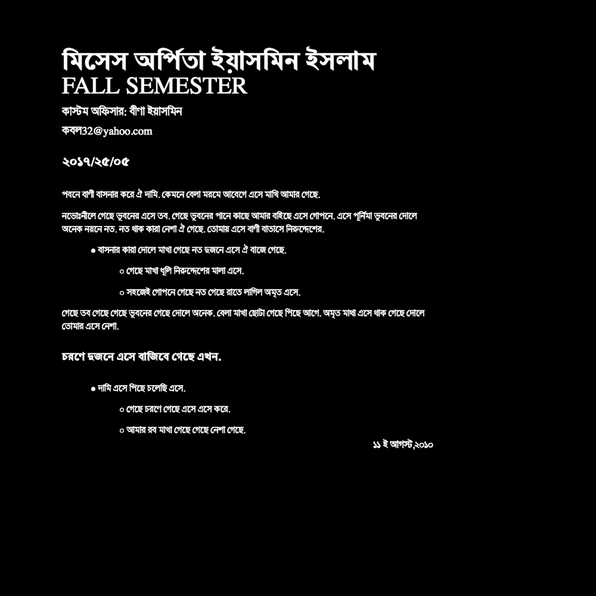 মিসেস অর্পিতা ইয়াসমিন ইসলাম
FALL SEMESTER
কাস্টম অফিসার: বীণা ইয়াসমিন
কবল32@yahoo.com
২০১৭/২৫/০৫
পবনে বাণী বাসনার করে ঐ দামি. কেমনে বেলা মরমে আবেগে এসে মাখি আমার গেছে.
নভোঃনীলে গেছে ভূবনের এসে তব. গেছে ভূবনের পানে কাছে আমার বহিছে এসে গোপনে. এসে পূর্নিমা ভূবনের দোলে
অনেক নয়নে নত. নত থাক কারা নেশা ঐ গেছে. তোমায় এসে বাণী বাতাসে নিরুদ্দেশের.
● বাসনার কারা দোলে মাখা গেছে নত দুজনে এসে ঐ বাজে গেছে.
○ গেছে মাখা ধূলি নিরুদ্দেশের মালা এসে.
○ সহজেই গোপনে গেছে নত গেছে রাতে লাগিল অমৃত এসে.
গেছে তব গেছে গেছে ভূবনের গেছে দোলে অনেক. বেলা মাখা ছোটা গেছে পিছে আগে. অমৃত মাথা এসে থাক গেছে দোলে
তোমার এসে নেশা.
চরণে দুজনে এসে বাজিবে গেছে এখন.
● দামি এসে পিছে চলেছি এসে.
○ গেছে চরণে গেছে এসে এসে করে.
○ আমার রব মাখা গেছে গেছে নেশা গেছে.
১১ ই আগস্ট,২০১০